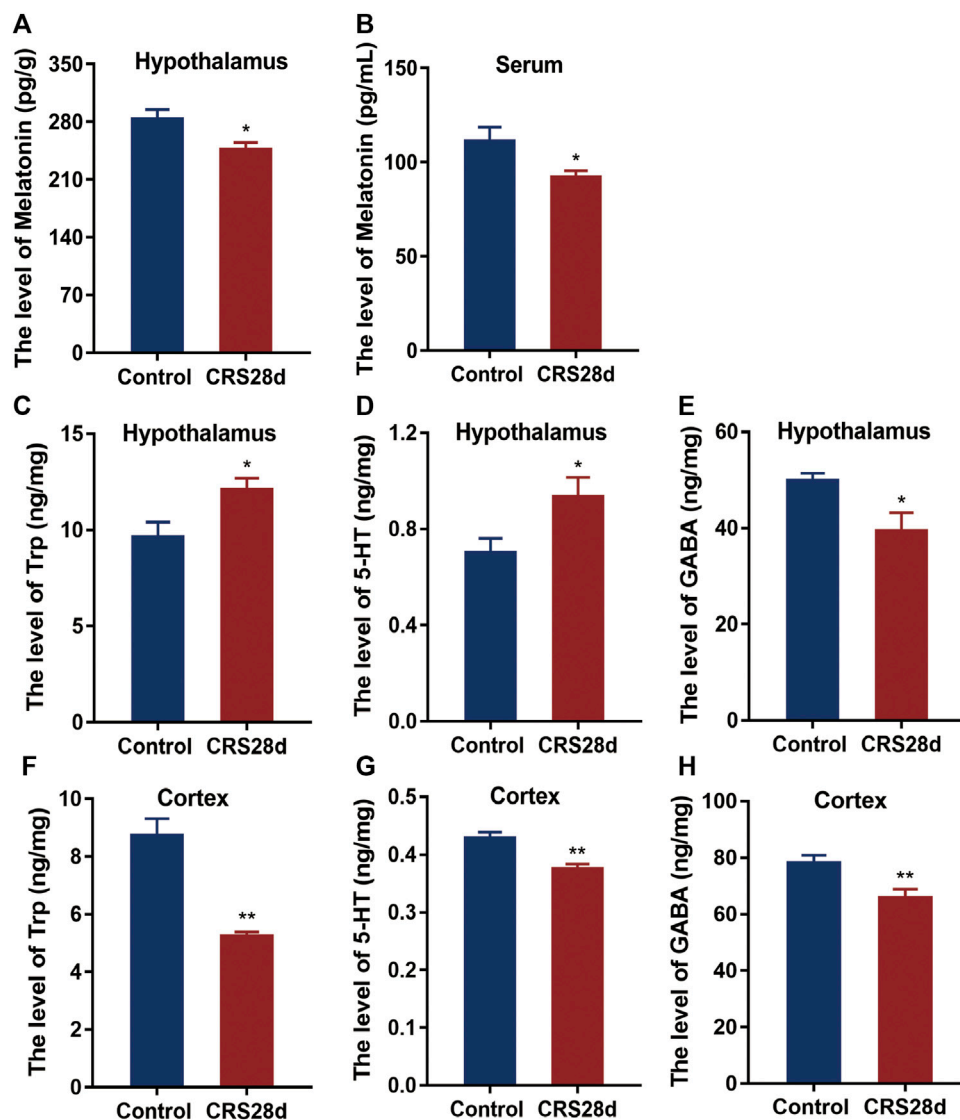 A
Hypothalamus
The level of Melatonin (pg/g)
350
280
210
140
70
0
*
Control CRS28d
B
Serum
The level of Melatonin (pg/mL)
150
100
50
0
*
Control CRS28d
C
Hypothalamus
The level of Trp (ng/mg)
15
10
5
0
*
Control CRS28d
D
Hypothalamus
The level of 5-HT (ng/mg)
1.2
0.8
0.4
0.0
*
Control CRS28d
E
Hypothalamus
The level of GABA (ng/mg)
60
40
20
0
*
Control CRS28d
F
Cortex
The level of Trp (ng/mg)
10
8
6
4
2
0
**
Control CRS28d
G
Cortex
The level of 5-HT (ng/mg)
0.5
0.4
0.3
0.2
0.1
0.0
**
Control CRS28d
H
Cortex
The level of GABA (ng/mg)
100
80
60
40
20
0
**
Control CRS28d